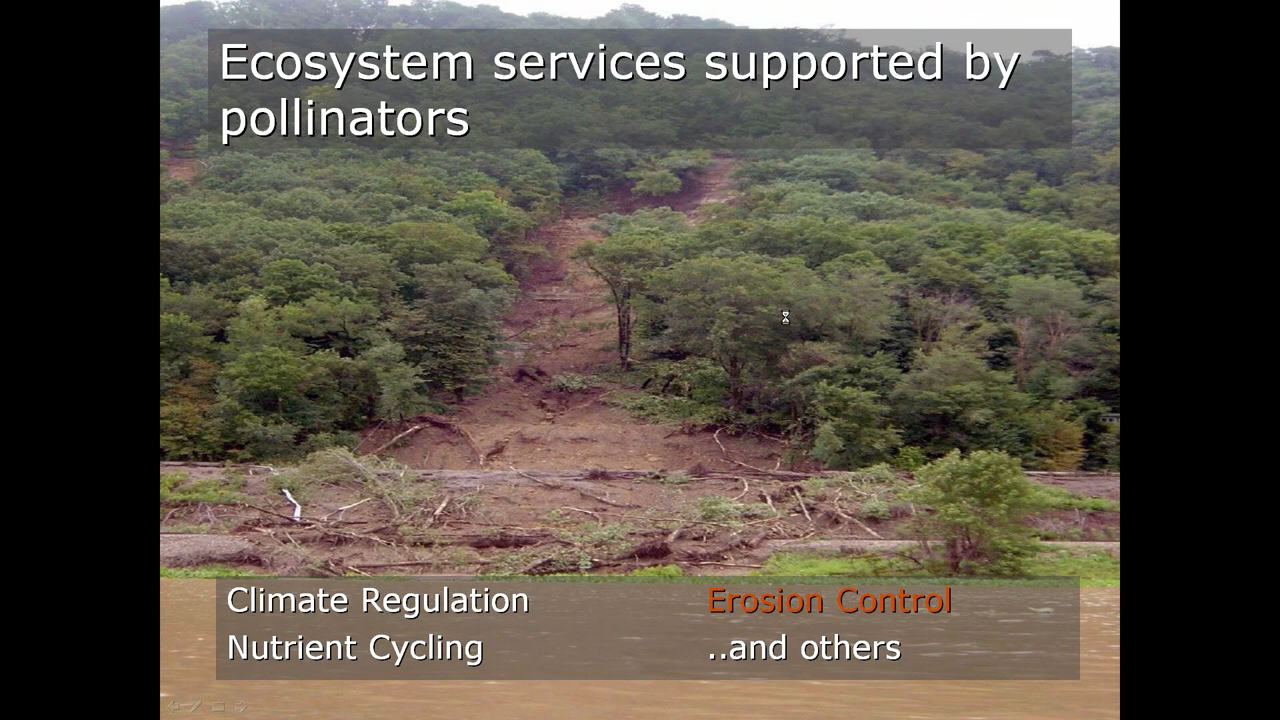 Ecosystem services supported by
pollinators
Climate Regulation
Erosion Control
Nutrient Cycling
..and others